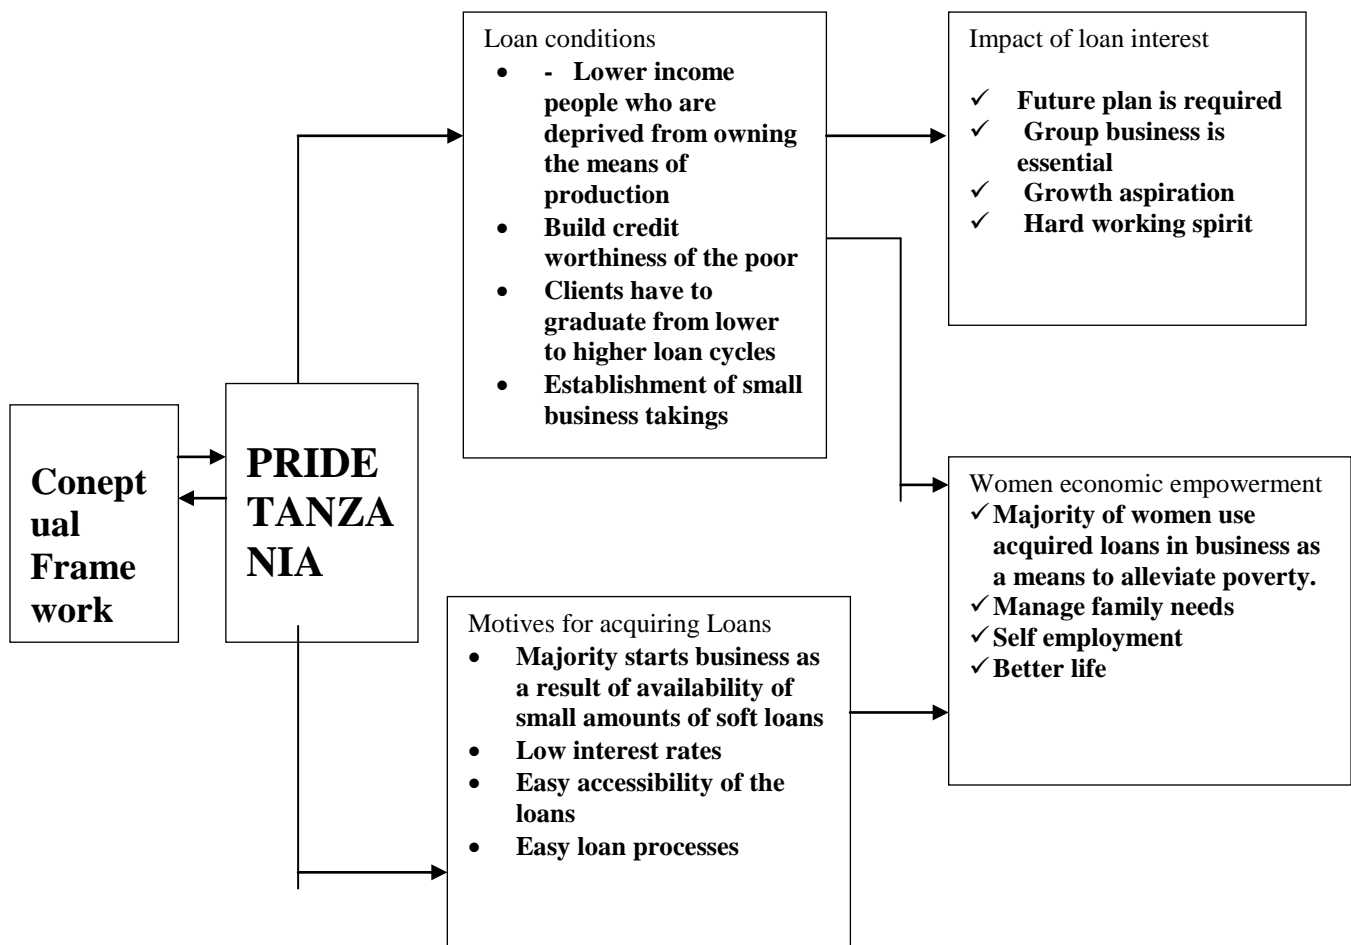 Loan conditions
• - Lower income
people who are
deprived from owning
the means of
production
• Build credit
worthiness of the poor
• Clients have to
graduate from lower
to higher loan cycles
• Establishment of small
business takings
Impact of loan interest
✓ Future plan is required
✓ Group business is
essential
✓ Growth aspiration
✓ Hard working spirit
Conept
ual
Frame
work
PRIDE
TANZA
NIA
Women economic empowerment
✓ Majority of women use
acquired loans in business as
a means to alleviate poverty.
✓ Manage family needs
✓ Self employment
✓ Better life
Motives for acquiring Loans
• Majority starts business as
a result of availability of
small amounts of soft loans
• Low interest rates
• Easy accessibility of the
loans
• Easy loan processes